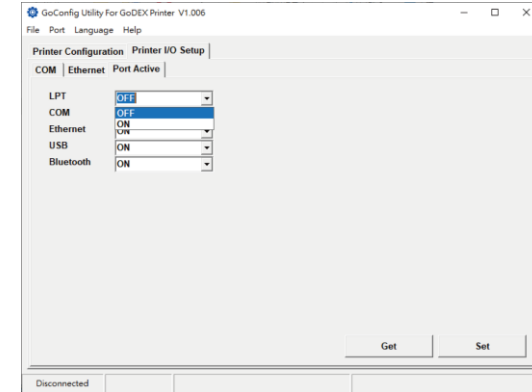 GoConfig Utility For GoDEX Printer V1.006
File Port Language Help
Printer Configuration Printer I/O Setup
COM Ethernet Port Active
LPT OFF
COM OFF
ON
Ethernet ON
USB ON
Bluetooth ON
Get Set
Disconnected